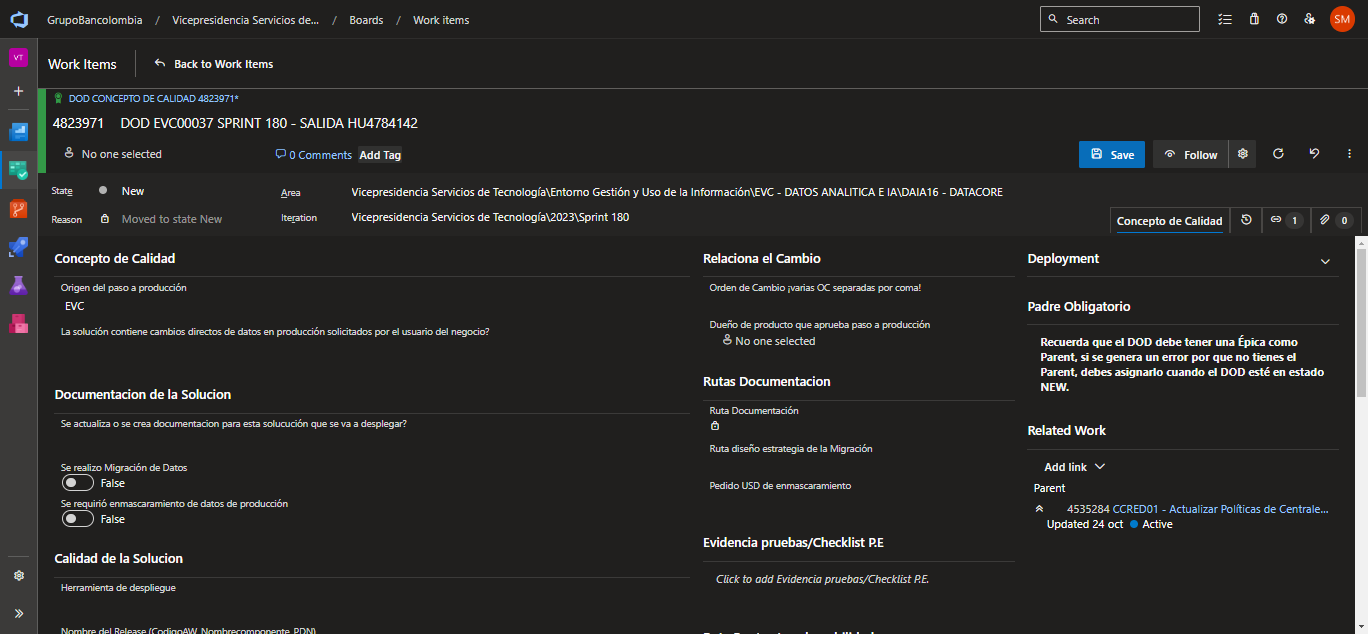 GrupoBancolombia / Vicepresidencia Servicios de... / Boards / Work items
Search
SM
VT
Work Items
Back to Work Items
DOD CONCEPTO DE CALIDAD 4823971*
4823971 DOD EVC00037 SPRINT 180 - SALIDA HU4784142
No one selected
0 Comments
Add Tag
Save
Follow
State
New
Area
Vicepresidencia Servicios de Tecnología\Entorno Gestión y Uso de la Información\EVC - DATOS ANALITICA E IA\DAIA16 - DATACORE
Reason
Moved to state New
Iteration
Vicepresidencia Servicios de Tecnología\2023\Sprint 180
Concepto de Calidad
1
0
Concepto de Calidad
Origen del paso a producción
EVC
La solución contiene cambios directos de datos en producción solicitados por el usuario del negocio?
Documentacion de la Solucion
Se actualiza o se crea documentacion para esta solucución que se va a desplegar?
Se realizo Migración de Datos
False
Se requirió enmascaramiento de datos de producción
False
Calidad de la Solucion
Herramienta de despliegue
Nombre del Release (CodigoAW_Nombrecomponente_PDN)
Relaciona el Cambio
Orden de Cambio ¡varias OC separadas por coma!
Dueño de producto que aprueba paso a producción
No one selected
Rutas Documentacion
Ruta Documentación
Ruta diseño estrategia de la Migración
Pedido USD de enmascaramiento
Evidencia pruebas/Checklist P.E
Click to add Evidencia pruebas/Checklist P.E.
Deployment
Padre Obligatorio
Recuerda que el DOD debe tener una Épica como
Parent, si se genera un error por que no tienes el
Parent, debes asignarlo cuando el DOD esté en estado
NEW.
Related Work
Add link
Parent
4535284 CCRED01 - Actualizar Políticas de Centrale...
Updated 24 oct
Active